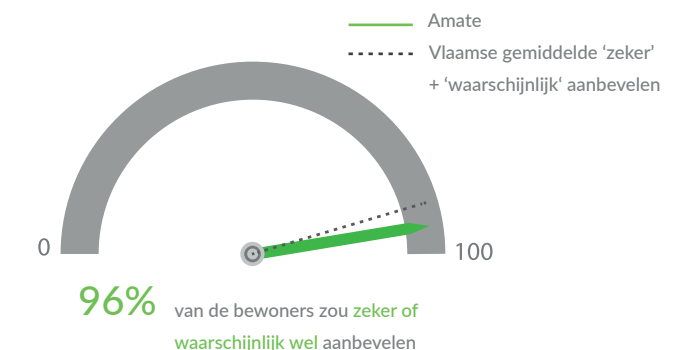 Amate
Vlaamse gemiddelde ‘zeker’
+ ‘waarschijnlijk‘ aanbevelen
0
100
96%
van de bewoners zou zeker of
waarschijnlijk wel aanbevelen